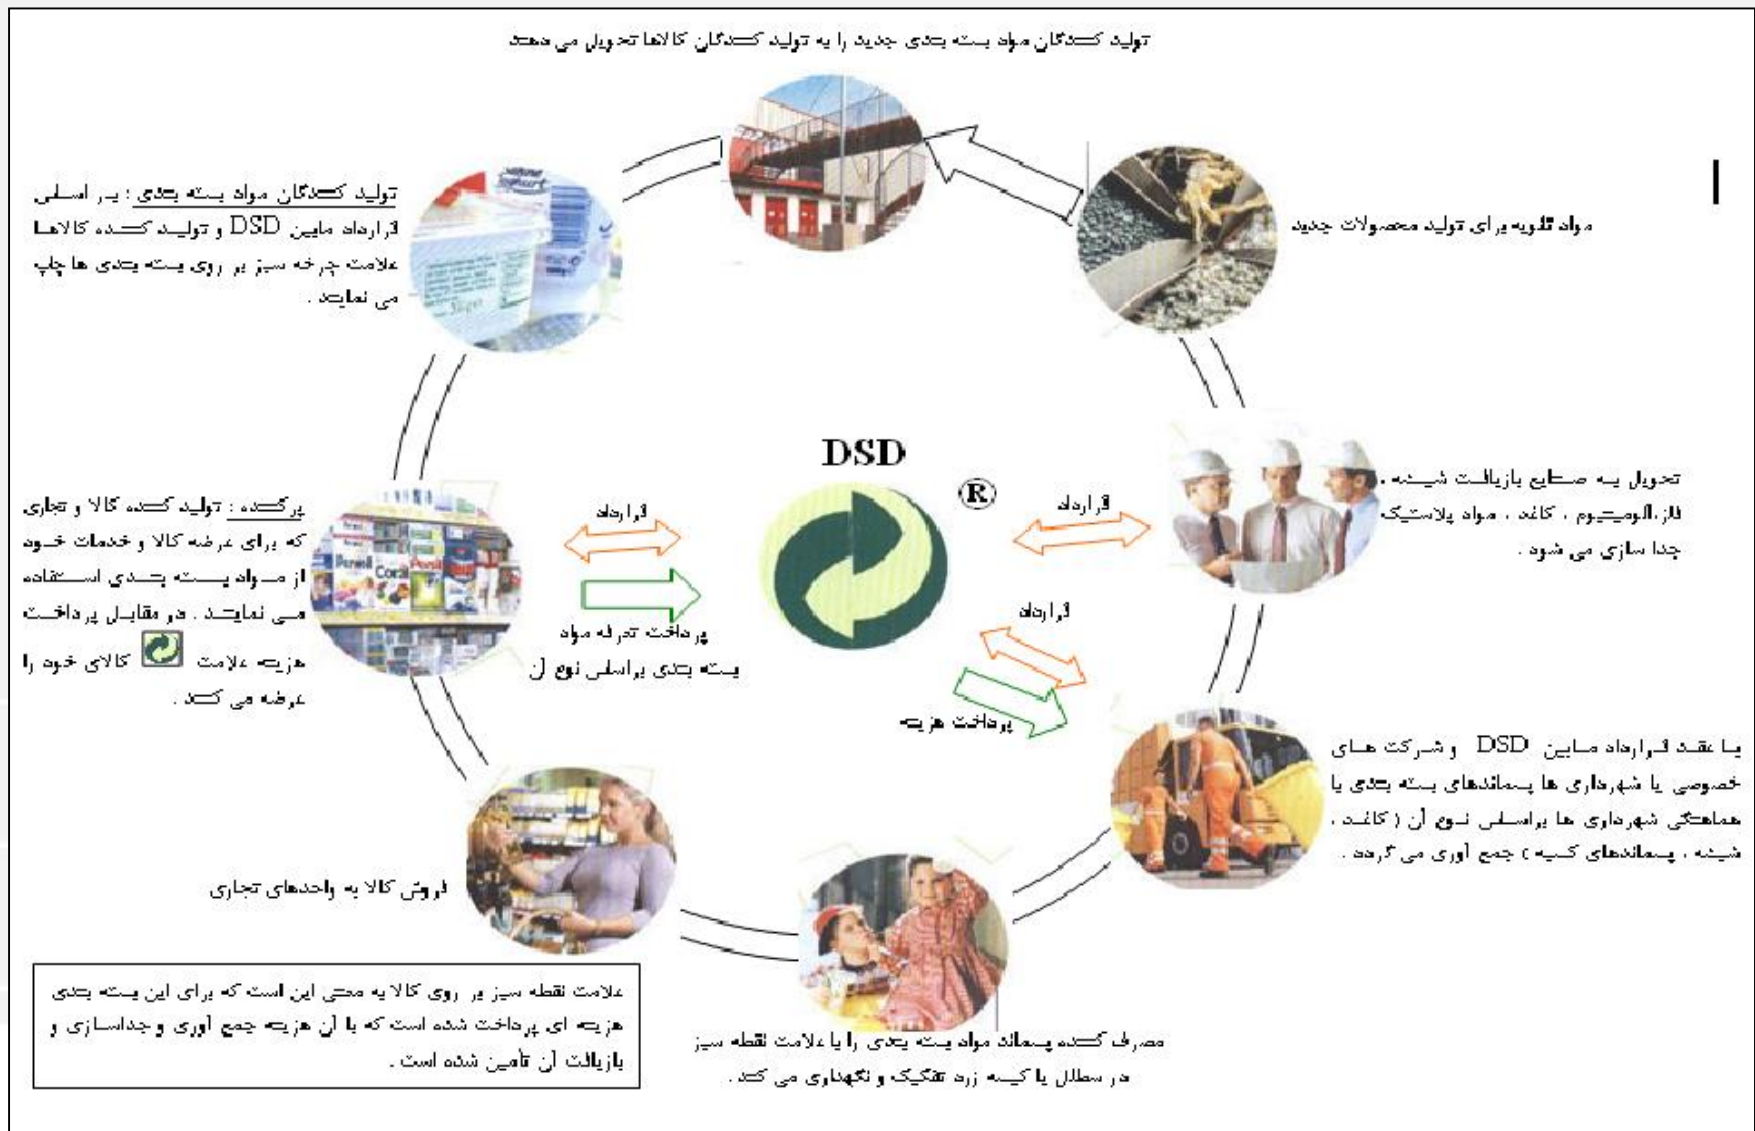 تولید کنندگان مواد بسته بندی جدید را به تولید کنندگان کالاها تحویل می دهند
مواد ثانویه برای تولید محصولات جدید
تولید کنندگان مواد بسته بندی : بر اساس
قرارداد مابین DSD و تولید کننده کالاها
علامت چرخه سبز بر روی بسته بندی ها چاپ
می نمایند .
DSD
®
قرارداد
قرارداد
قرارداد
تحویل به صنایع بازیافت شیشه ،
فلز،آلومینیوم ، کاغذ ، مواد پلاستیک
جدا سازی می شود .
پرکننده : تولید کننده کالا و تجاری
که برای عرضه کالا و خدمات خود
از مواد بسته بندی استفاده
می نمایند . در مقابل پرداخت
هزینه علامت کالای خود را
عرضه می کند .
پرداخت تعرفه مواد
بسته بندی براساس نوع آن
پرداخت هزینه
با عقد قرارداد مابین DSD و شرکت های
خصوصی یا شهرداری ها پسماندهای بسته بندی با
هماهنگی شهرداری ها براساس نوع آن ( کاغذ ،
شیشه ، پسماندهای کیسه ) جمع آوری می گردد .
فروش کالا به واحدهای تجاری
مصرف کننده پسماند مواد بسته بندی را با علامت نقطه سبز
در سطل یا کیسه زرد تفکیک و نگهداری می کند .
علامت نقطه سبز بر روی کالا به معنی این است که برای این بسته بندی
هزینه ای پرداخت شده است که با آن هزینه جمع آوری و جداسازی و
بازیافت آن تأمین شده است .
Persil
Coral
Persil